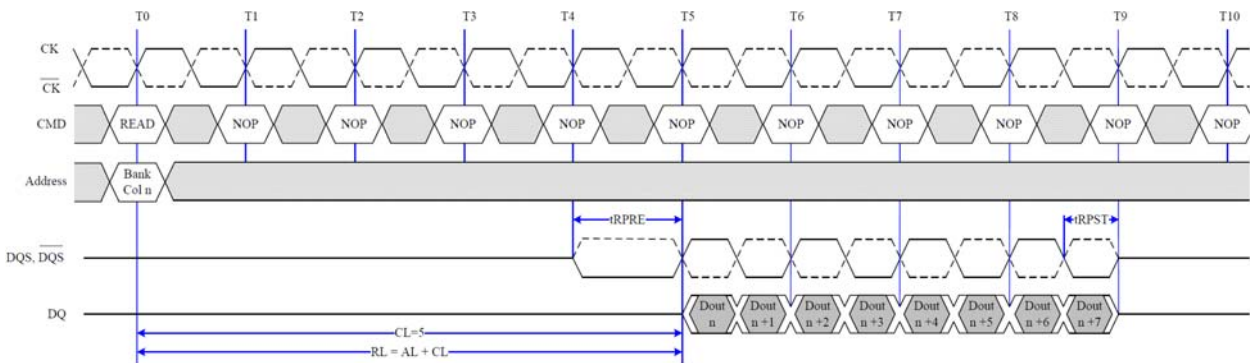 T0 T1 T2 T3 T4 T5 T6 T7 T8 T9 T10
CK
CK
CMD READ NOP NOP NOP NOP NOP NOP NOP NOP NOP NOP
Address Bank
Col n
tRPRE tRPST
DQS, DQS
DQ Dout Dout Dout Dout Dout Dout Dout Dout
n n +1 n +2 n +3 n +4 n +5 n +6 n +7
CL=5
RL = AL + CL